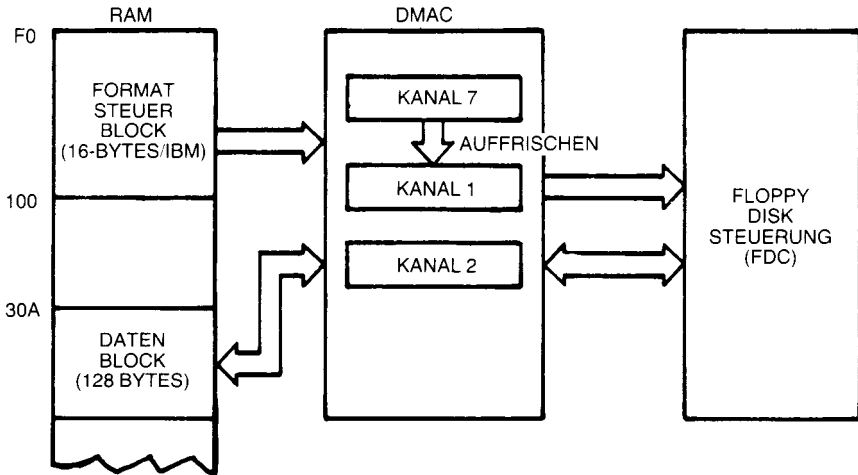 RAM
DMAC
F0
FORMAT
STEUER
BLOCK
(16-BYTES/IBM)
100
30A
DATEN
BLOCK
(128 BYTES)
KANAL 7
AUFFRISCHEN
KANAL 1
KANAL 2
FLOPPY
DISK
STEUERUNG
(FDC)